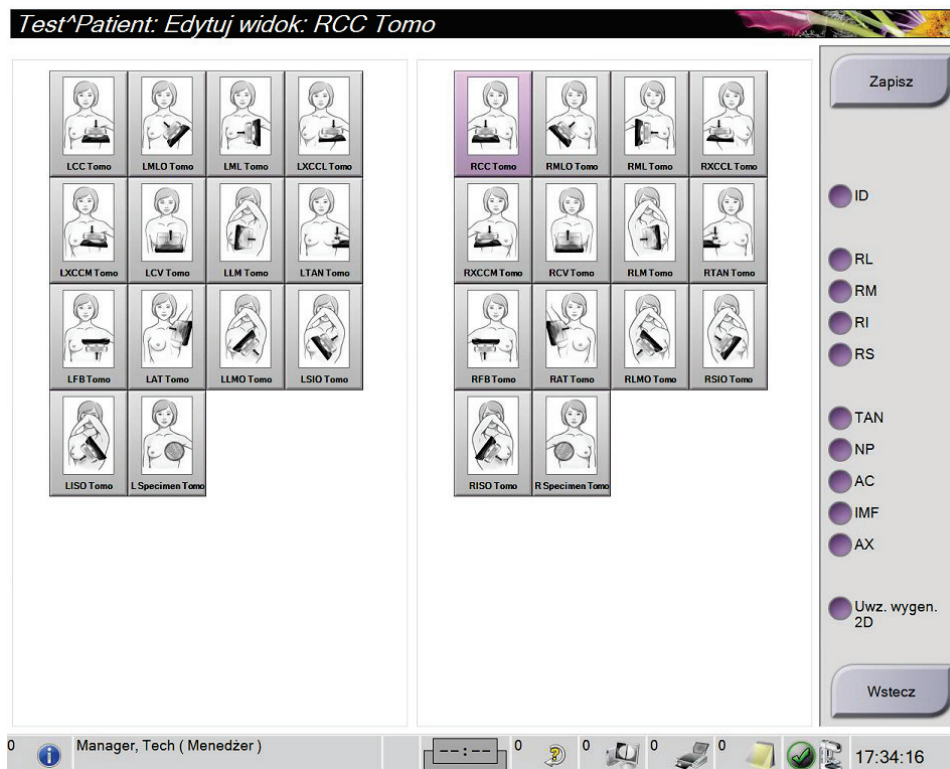 Test^Patient: Edytuj widok: RCC Tomo
LCC Tomo LMLO Tomo LML Tomo LXCCL Tomo
LXCCM Tomo LCV Tomo LLM Tomo LTAN Tomo
LFB Tomo LAT Tomo LLMO Tomo LSIO Tomo
LISO Tomo L Specimen Tomo
RCC Tomo RMLO Tomo RML Tomo RXCCL Tomo
RXCCM Tomo RCV Tomo RLM Tomo RTAN Tomo
RFB Tomo RAT Tomo RLMO Tomo RSIO Tomo
RISO Tomo R Specimen Tomo
Zapisz
ID
RL
RM
RI
RS
TAN
NP
AC
IMF
AX
Uwz. wygen.
2D
Wstecz
0 Manager, Tech ( Menedżer ) --:-- 0 0 0 0 17:34:16